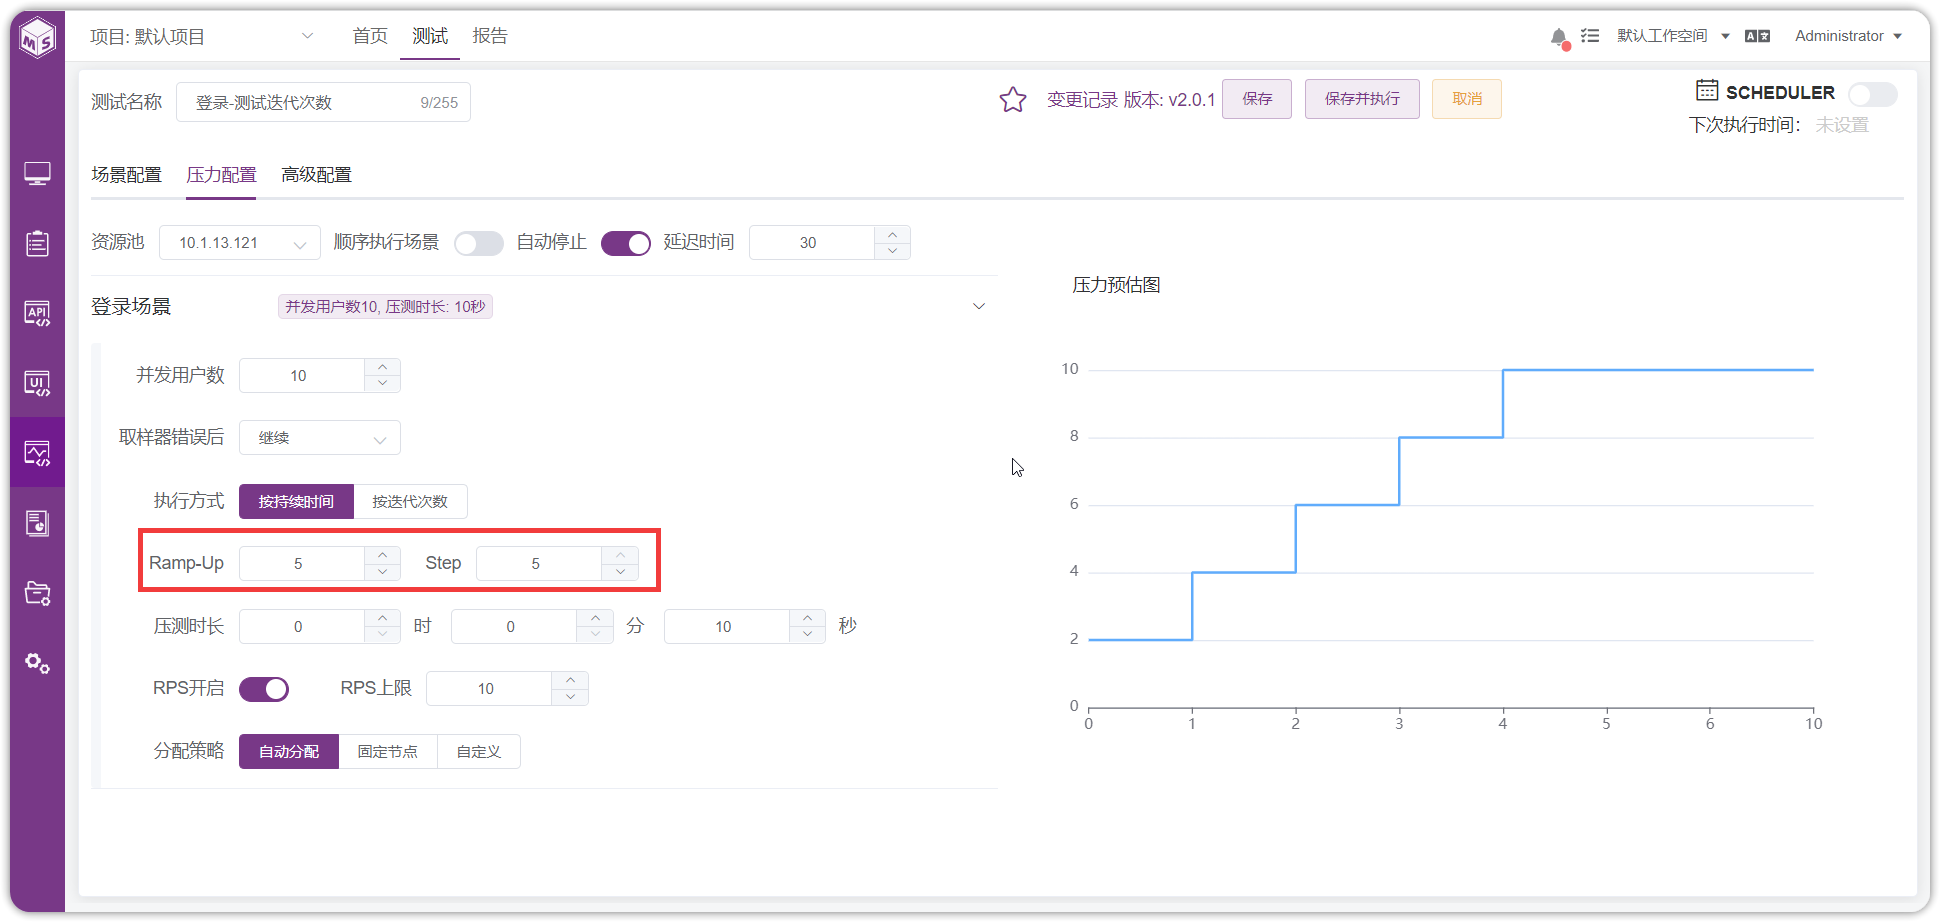 MS
项目: 默认项目
首页 测试 报告
默认工作空间
Administrator
测试名称 登录-测试迭代次数 9/255
变更记录 版本: v2.0.1 保存 保存并执行 取消
SCHEDULER
下次执行时间: 未设置
场景配置 压力配置 高级配置
资源池 10.1.13.121 顺序执行场景 自动停止 延迟时间 30
登录场景 并发用户数10, 压测时长: 10秒
并发用户数 10
取样器错误后 继续
执行方式 按持续时间 按迭代次数
Ramp-Up 5 Step 5
压测时长 0 时 0 分 10 秒
RPS开启 RPS上限 10
分配策略 自动分配 固定节点 自定义
API
UI
压力预估图
10
8
6
4
2
0
0 1 2 3 4 5 6 10